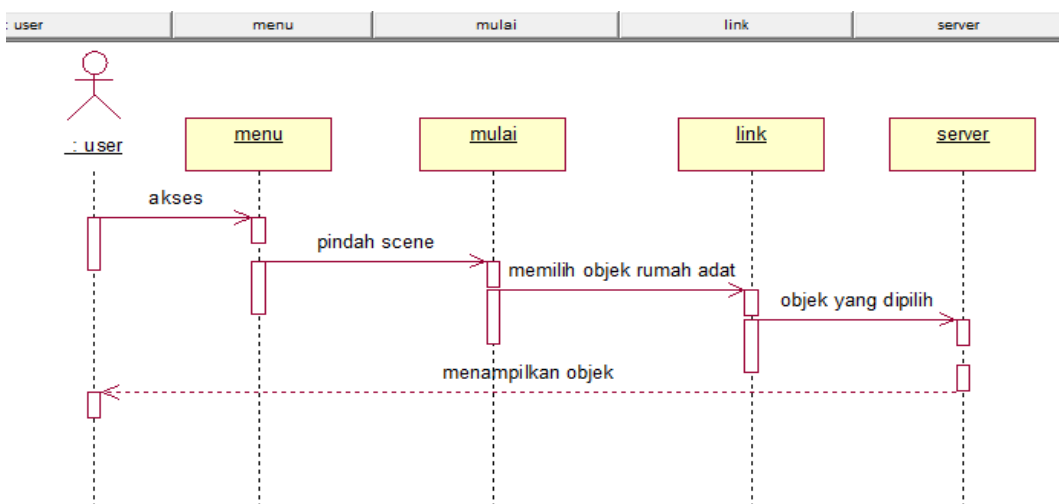 : user
menu
mulai
link
server
_: user
menu
mulai
link
server
akses
pindah scene
memilih objek rumah adat
objek yang dipilih
menampilkan objek